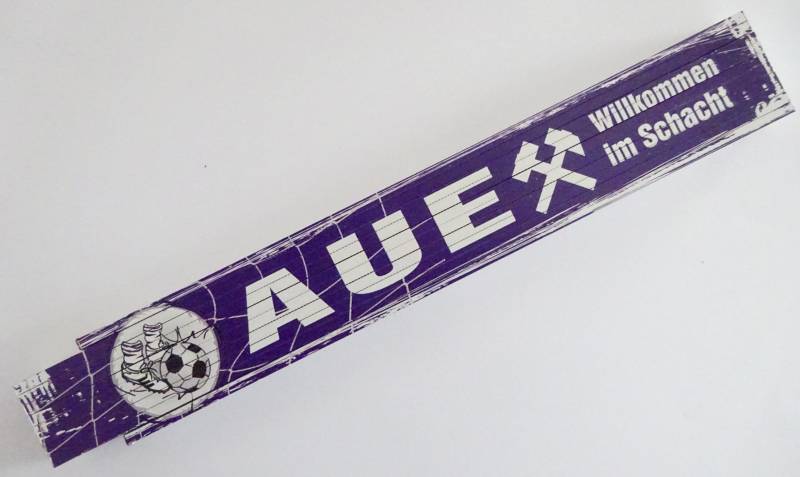 AUE
Willkommen
im Schacht